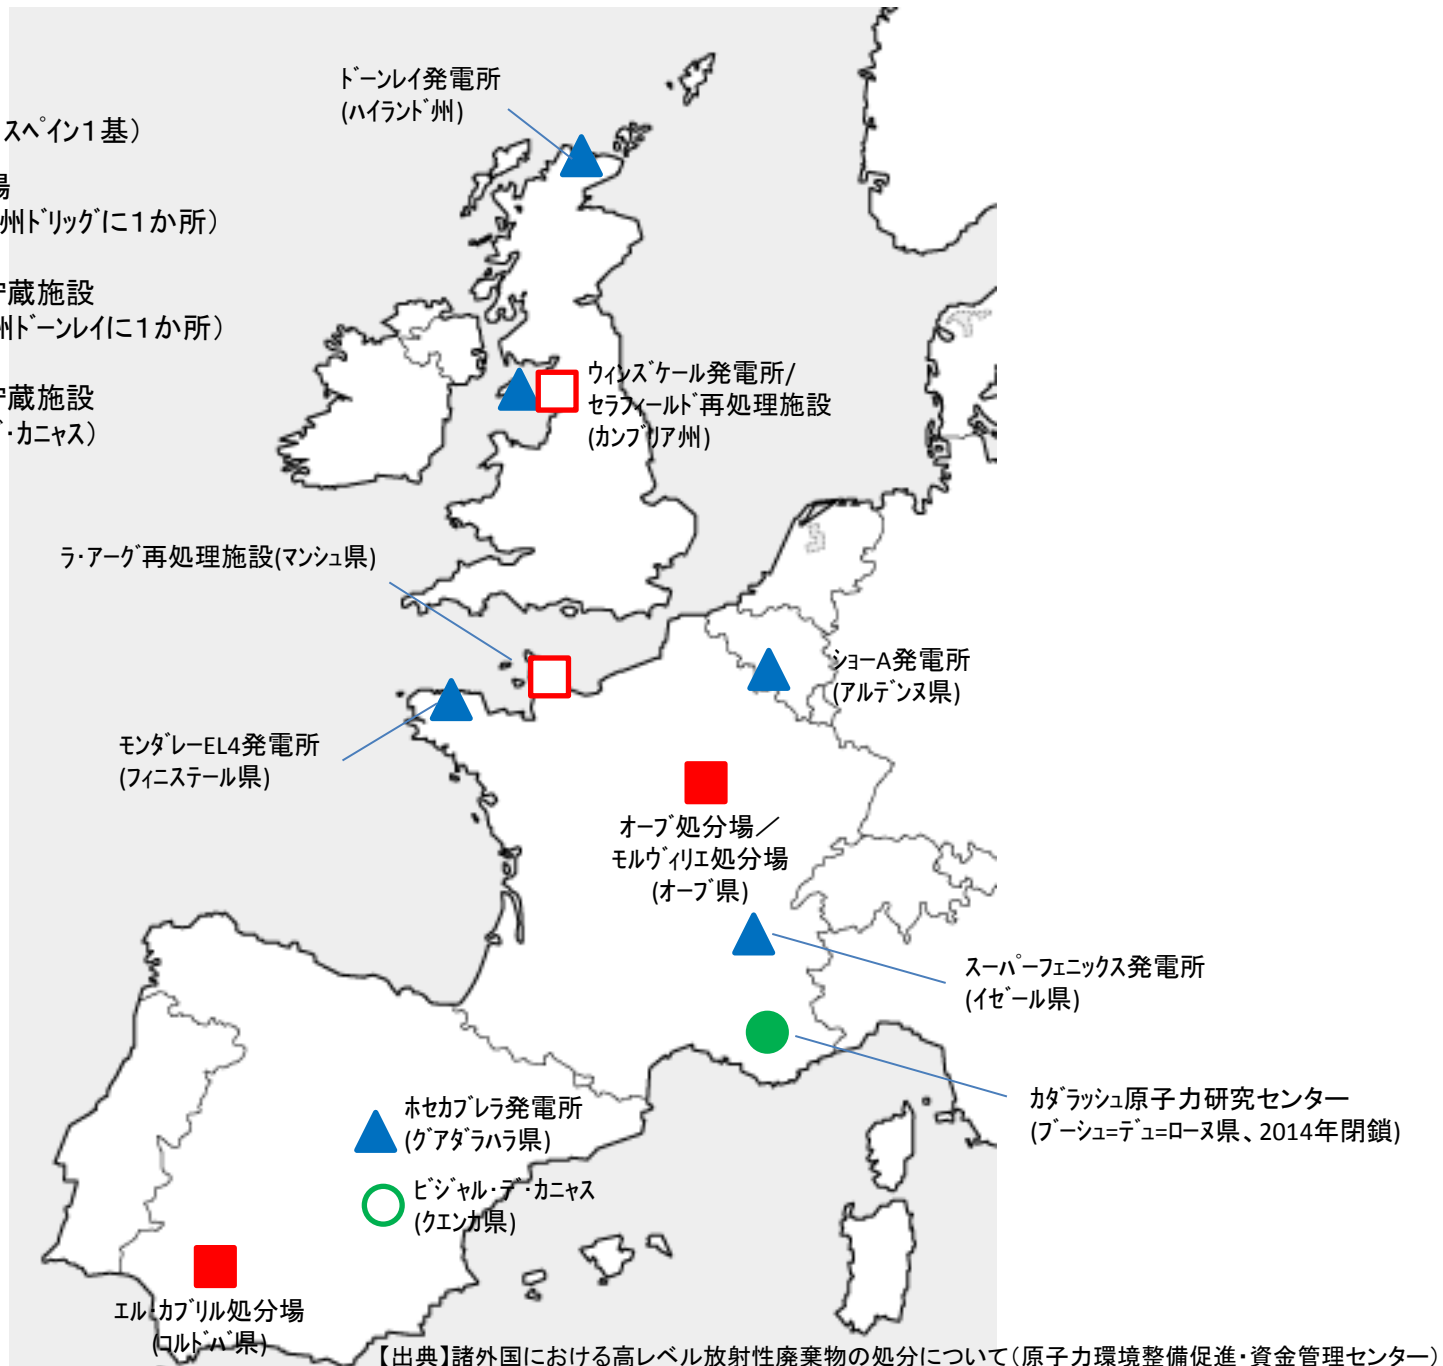 ドーンレイ発電所
(ハイランド州)
スペイン1基)
場
州ドリッグに1か所)
貯蔵施設
州ドーンレイに1か所)
貯蔵施設
デ・カニャス)
ウィンズケール発電所/
セラフィールド再処理施設
(カンブリア州)
ラ・アーグ再処理施設(マンシュ県)
ショーA発電所
(アルデンヌ県)
モンダレーEL4発電所
(フィニステール県)
オーブ処分場／
モルヴィリエ処分場
(オーブ県)
スーパーフェニックス発電所
(イゼール県)
カダラッシュ原子力研究センター
(ブーシュ=デュ=ローヌ県、2014年閉鎖)
ホセカブレラ発電所
(グアダラハラ県)
ビジャル・デ・カニャス
(クエンカ県)
エル・カブリル処分場
(コルドバ県)
【出典】諸外国における高レベル放射性廃棄物の処分について(原子力環境整備促進・資金管理センター)